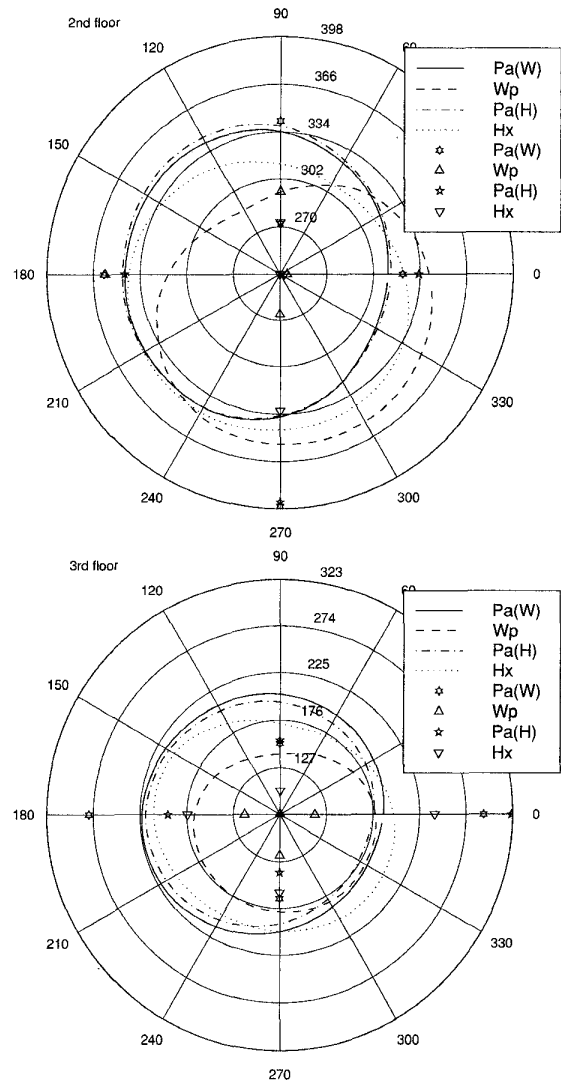 2nd floor
90
120
398
60
366
150
334
302
270
180
0
210
330
240
300
270
Pa(W)
Wp
Pa(H)
Hx
Pa(W)
Wp
Pa(H)
Hx
3rd floor
90
120
323
60
274
150
225
176
127
180
0
210
330
240
300
270
Pa(W)
Wp
Pa(H)
Hx
Pa(W)
Wp
Pa(H)
Hx